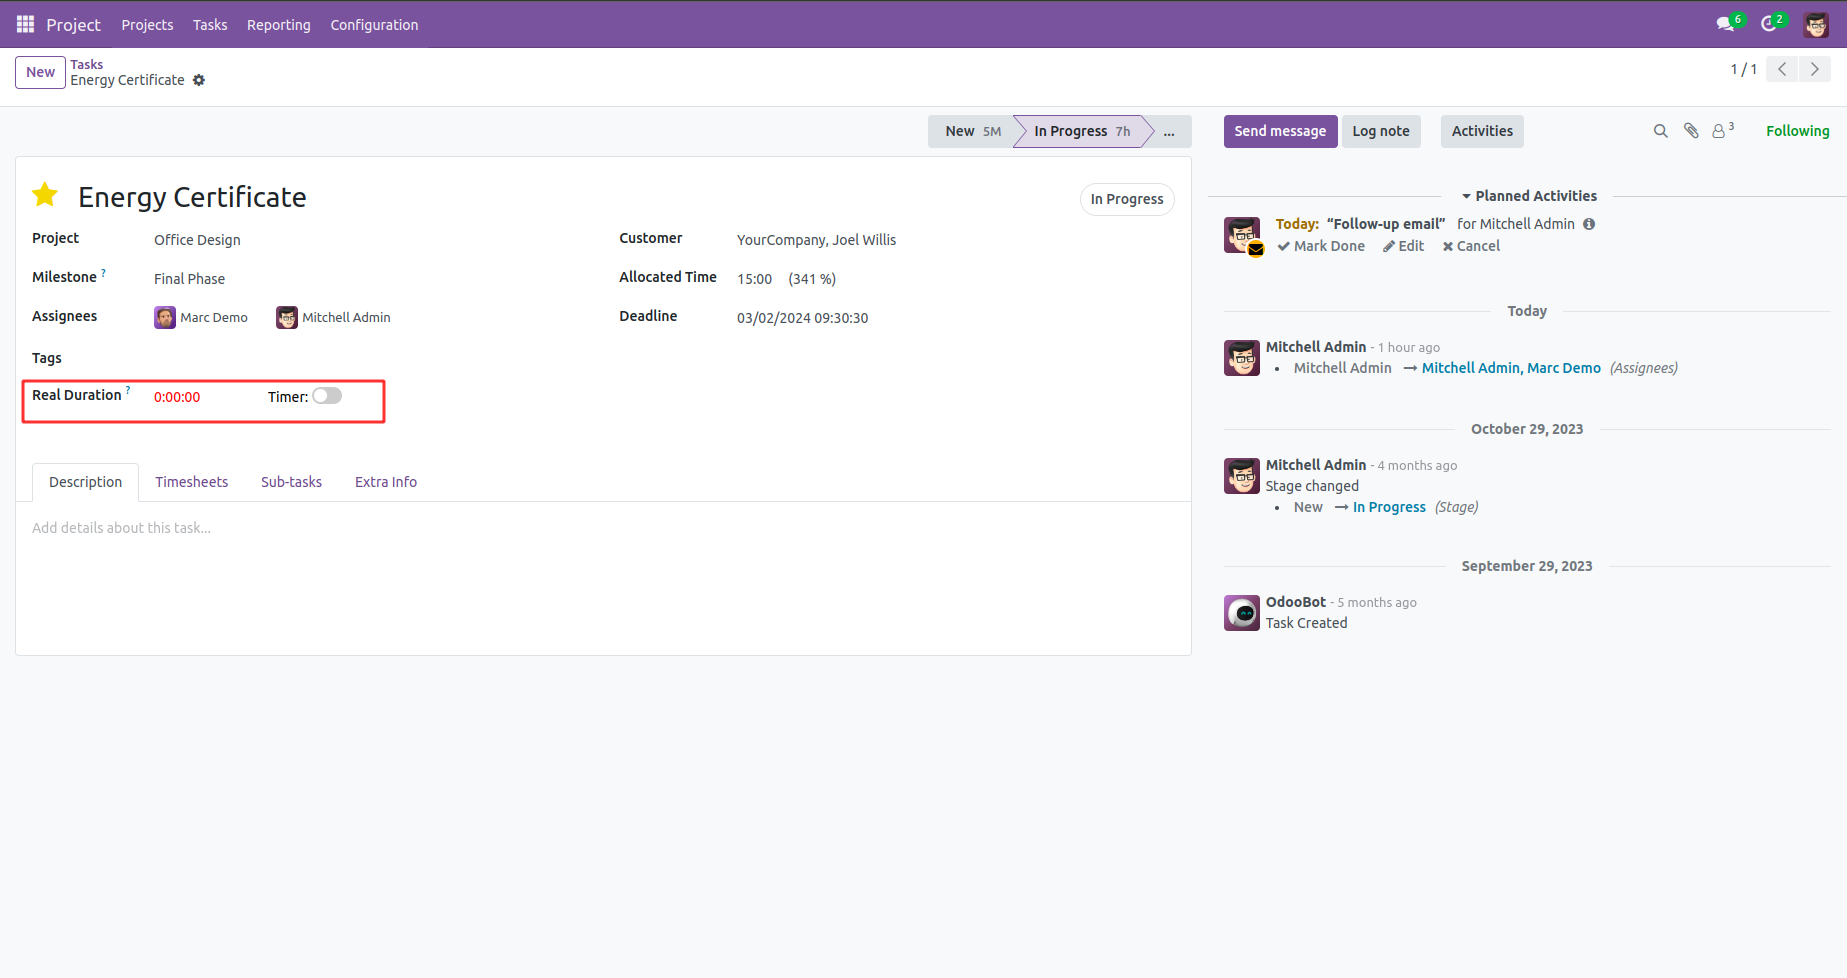 Project Projects Tasks Reporting Configuration 6 2
New Tasks
Energy Certificate
1 / 1
New 5M In Progress 7h ...
Send message Log note Activities 3 Following
Energy Certificate
In Progress
Project Office Design
Customer YourCompany, Joel Willis
Milestone ? Final Phase
Allocated Time 15:00 (341 %)
Assignees Marc Demo Mitchell Admin
Deadline 03/02/2024 09:30:30
Tags
Real Duration ? 0:00:00 Timer:
Description Timesheets Sub-tasks Extra Info
Add details about this task...
Planned Activities
Today: “Follow-up email” for Mitchell Admin
Mark Done Edit Cancel
Today
Mitchell Admin - 1 hour ago
• Mitchell Admin → Mitchell Admin, Marc Demo (Assignees)
October 29, 2023
Mitchell Admin - 4 months ago
Stage changed
• New → In Progress (Stage)
September 29, 2023
OdooBot - 5 months ago
Task Created